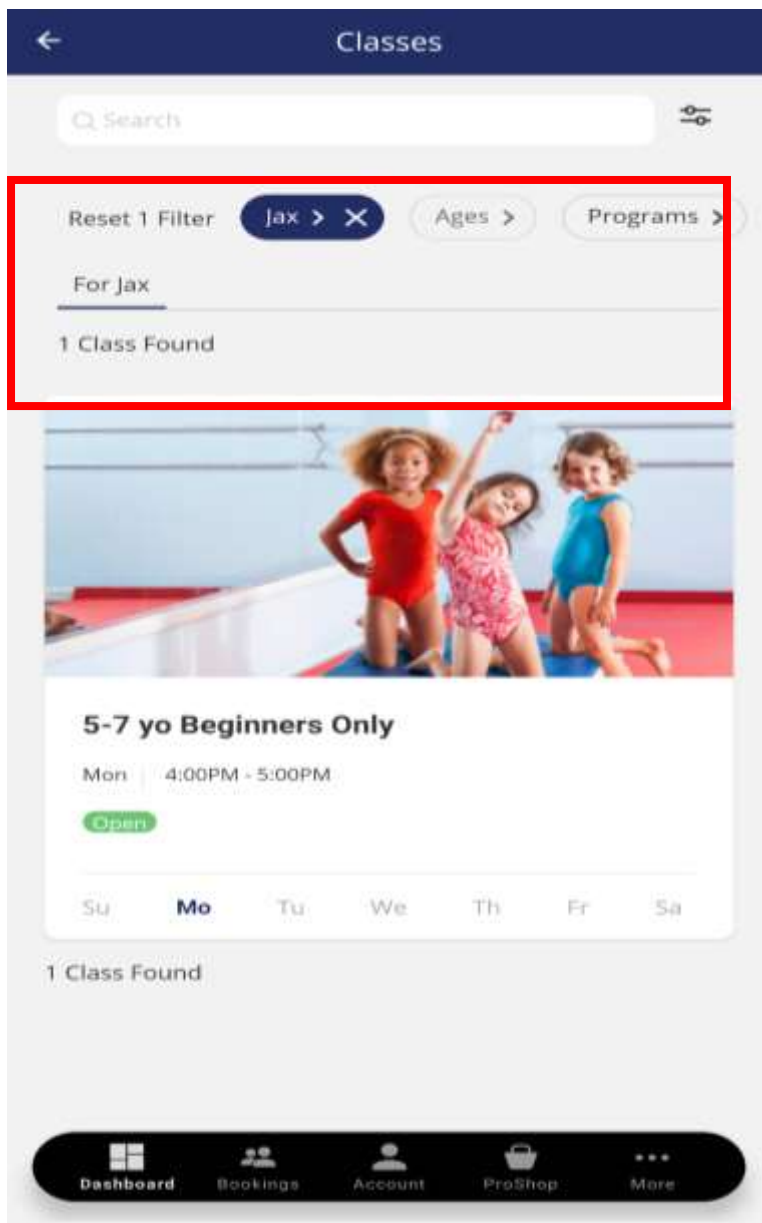 Classes
Search
Reset 1 Filter Jax > Ages > Programs >
For Jax
1 Class Found
5-7 yo Beginners Only
Mon 4:00PM - 5:00PM
Open
Su Mo Tu We Th Fr Sa
1 Class Found
Dashboard Bookings Account ProShop More